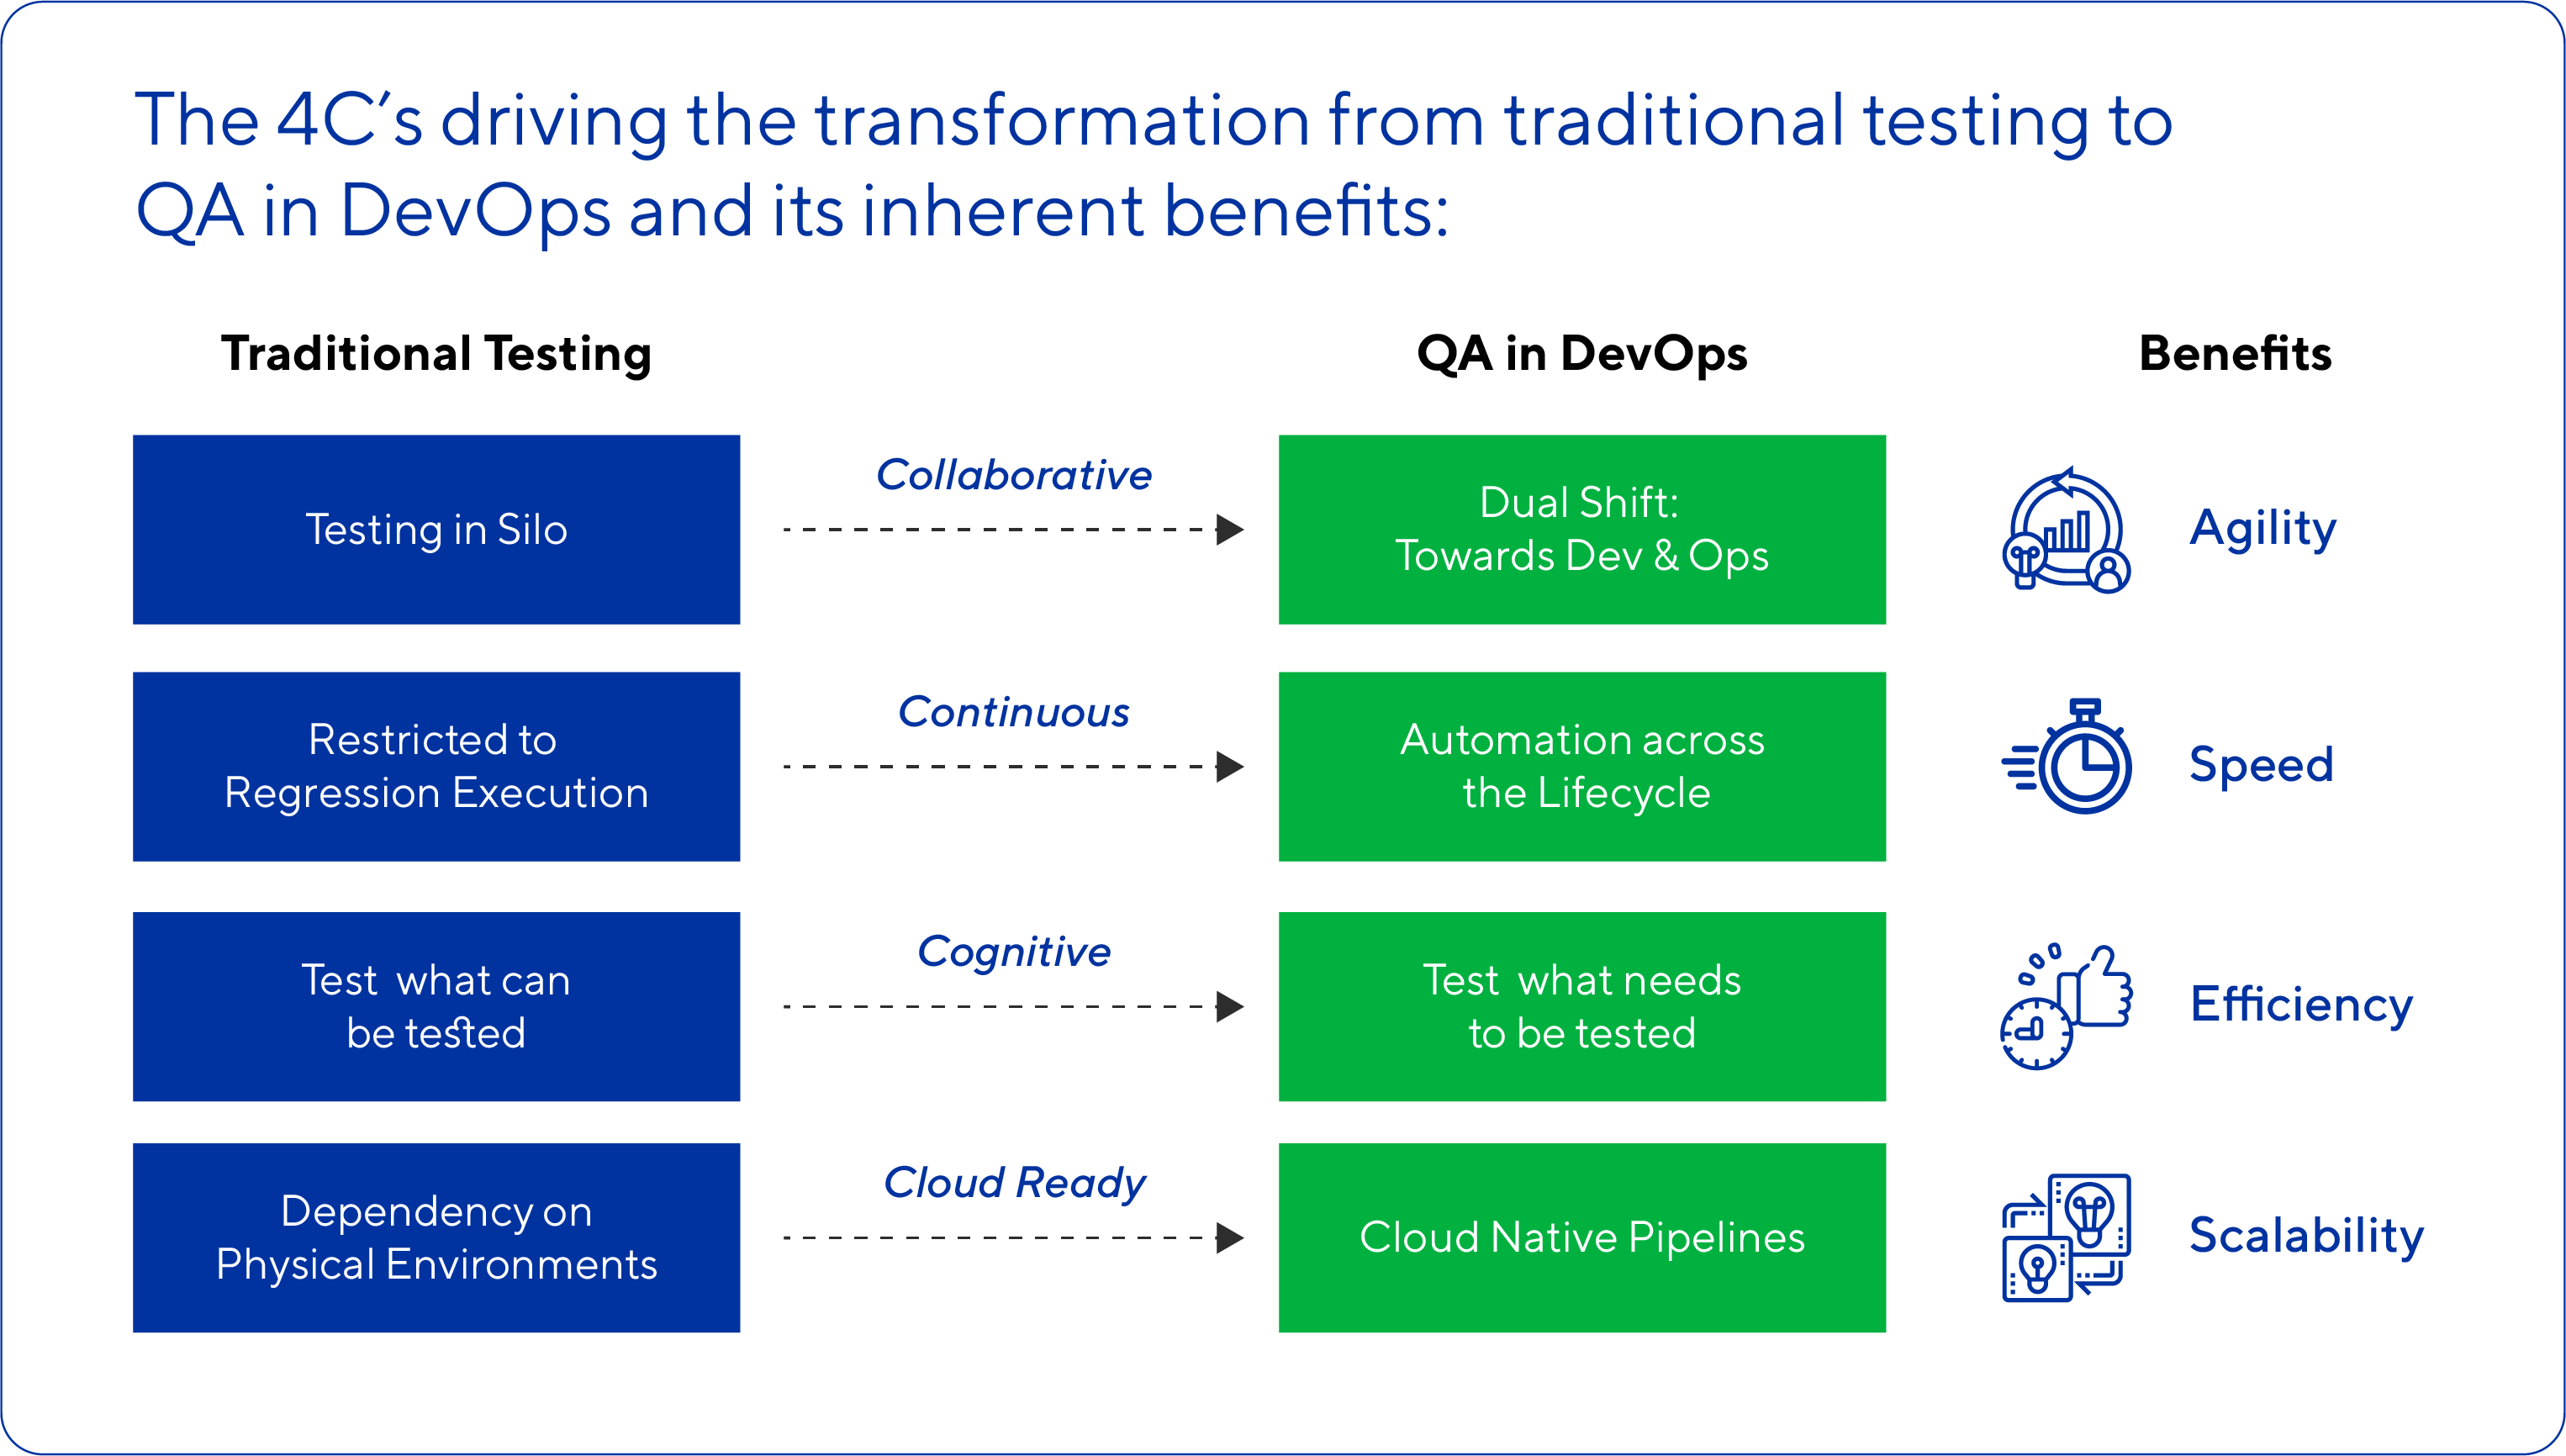 The 4C’s driving the transformation from traditional testing to
QA in DevOps and its inherent benefits:
Traditional Testing
QA in DevOps
Benefits
Testing in Silo
Collaborative
Dual Shift:
Towards Dev & Ops
Agility
Restricted to
Regression Execution
Continuous
Automation across
the Lifecycle
Speed
Test what can
be tested
Cognitive
Test what needs
to be tested
Efficiency
Dependency on
Physical Environments
Cloud Ready
Cloud Native Pipelines
Scalability